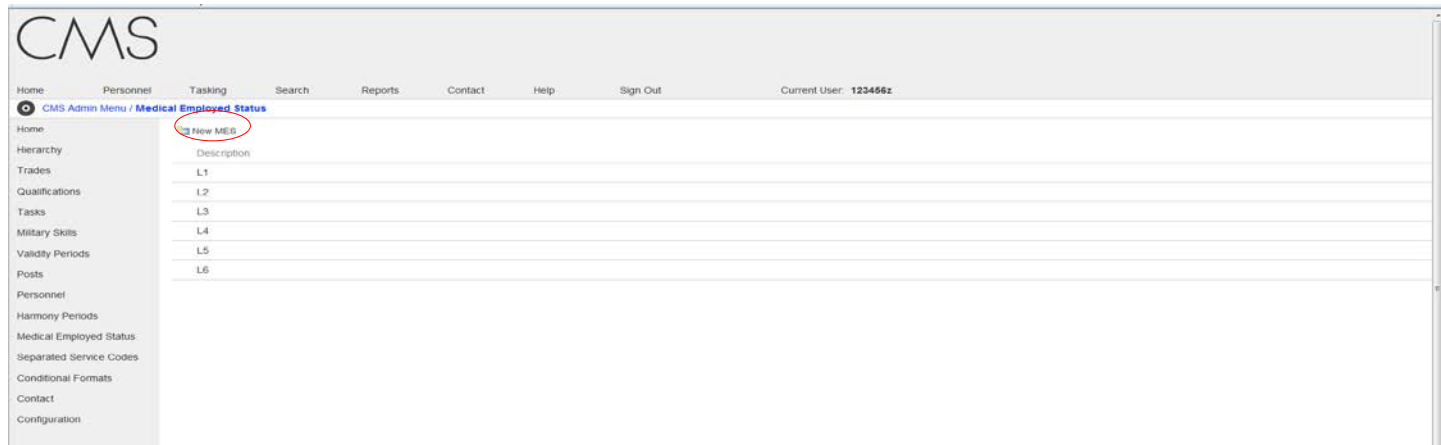 CMS
Home Personnel Tasking Search Reports Contact Help Sign Out Current User: 123456z
CMS Admin Menu / Medical Employed Status
Home
Hierarchy
Trades
Qualifications
Tasks
Military Skills
Validity Periods
Posts
Personnel
Harmony Periods
Medical Employed Status
Separated Service Codes
Conditional Formats
Contact
Configuration
New MES
Description
L1
L2
L3
L4
L5
L6